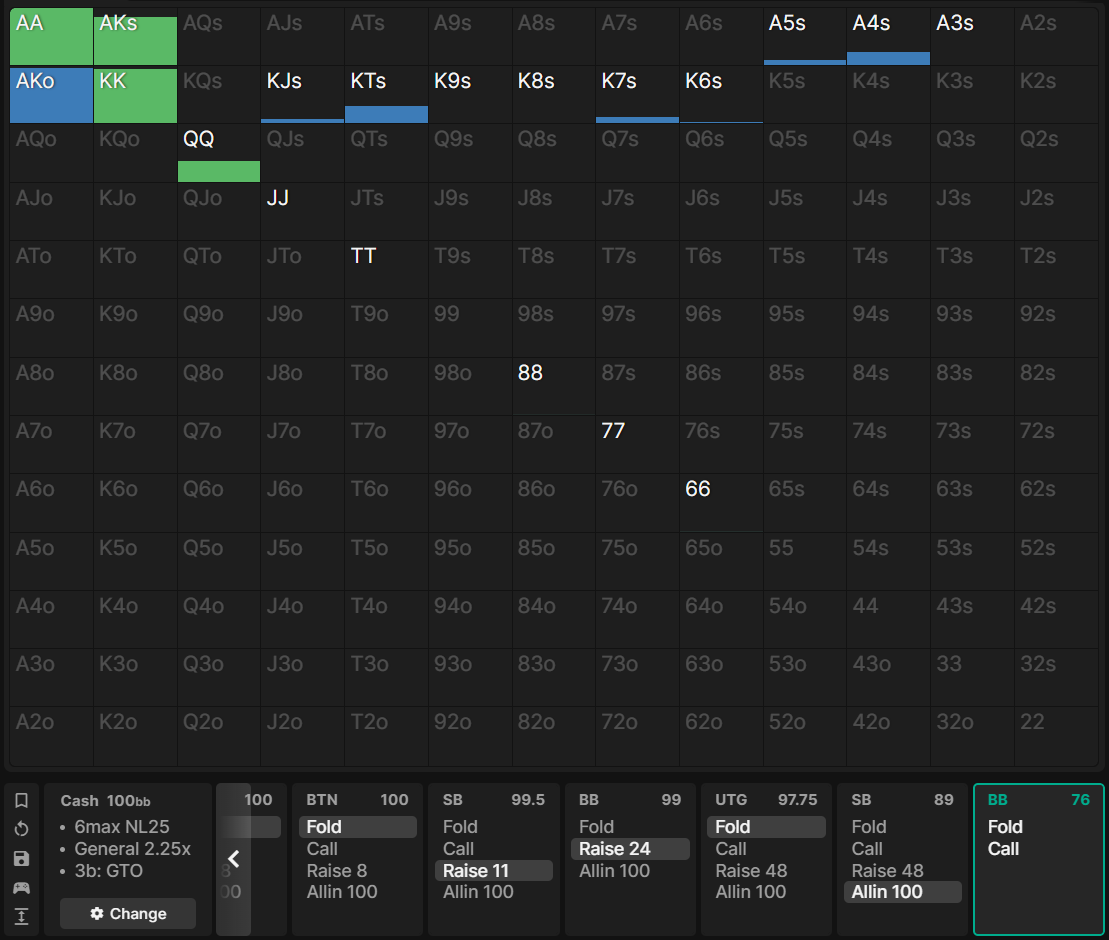 AA AKs AQs AJs ATs A9s A8s A7s A6s A5s A4s A3s A2s
AKo KK KQs KJs KTs K9s K8s K7s K6s K5s K4s K3s K2s
AQo KQo QQ QJs QTs Q9s Q8s Q7s Q6s Q5s Q4s Q3s Q2s
AJo KJo QJo JJ JTs J9s J8s J7s J6s J5s J4s J3s J2s
ATo KTo QTo JTo TT T9s T8s T7s T6s T5s T4s T3s T2s
A9o K9o Q9o J9o T9o 99 98s 97s 96s 95s 94s 93s 92s
A8o K8o Q8o J8o T8o 98o 88 87s 86s 85s 84s 83s 82s
A7o K7o Q7o J7o T7o 97o 87o 77 76s 75s 74s 73s 72s
A6o K6o Q6o J6o T6o 96o 86o 76o 66 65s 64s 63s 62s
A5o K5o Q5o J5o T5o 95o 85o 75o 65o 55 54s 53s 52s
A4o K4o Q4o J4o T4o 94o 84o 74o 64o 54o 44 43s 42s
A3o K3o Q3o J3o T3o 93o 83o 73o 63o 53o 43o 33 32s
A2o K2o Q2o J2o T2o 92o 82o 72o 62o 52o 42o 32o 22
Cash 100bb
• 6max NL25
• General 2.25x
• 3b: GTO
Change
100
8
00
BTN 100
Fold
Call
Raise 8
Allin 100
SB 99.5
Fold
Call
Raise 11
Allin 100
BB 99
Fold
Raise 24
Allin 100
UTG 97.75
Fold
Call
Raise 48
Allin 100
SB 89
Fold
Call
Raise 48
Allin 100
BB 76
Fold
Call